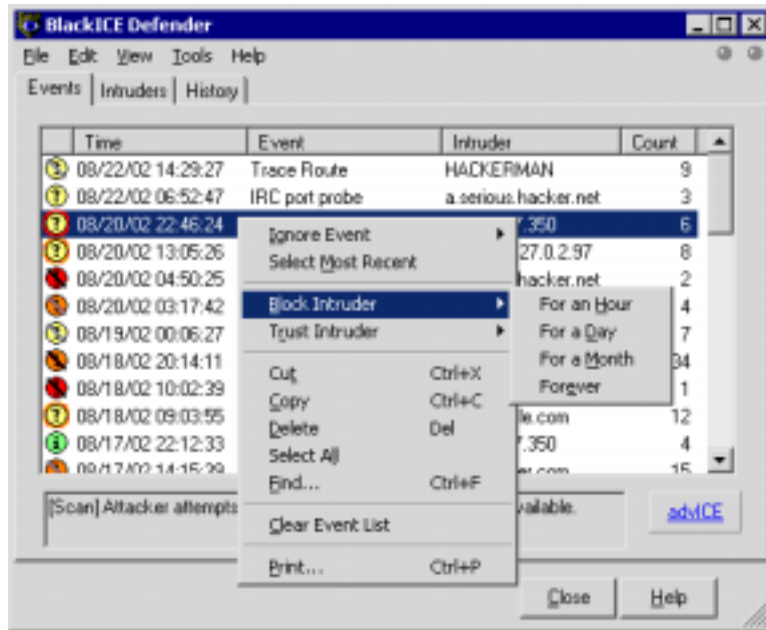 BlackICE Defender
File Edit View Tools Help
Events Intruders History
Time Event Intruder Count
08/22/02 14:29:27 Trace Route HACKERMAN 9
08/22/02 06:52:47 IRC port probe a.serious.hacker.net 3
08/20/02 22:46:24 .350 6
08/20/02 13:05:26 27.0.2.97 8
08/20/02 04:50:25 hacker.net 2
08/20/02 03:17:42 4
08/19/02 00:06:27 7
08/18/02 20:14:11 34
08/18/02 10:02:39 1
08/18/02 09:03:55 le.com 12
08/17/02 22:12:33 .350 4
08/17/02 14:15:29 15
Ignore Event
Select Most Recent
Block Intruder
Trust Intruder
Cut Ctrl+X
Copy Ctrl+C
Delete Del
Select All
Find... Ctrl+F
Clear Event List
Print... Ctrl+P
For an Hour
For a Day
For a Month
Forever
[Scan] Attacker attempts vailable.
advICE
Close Help